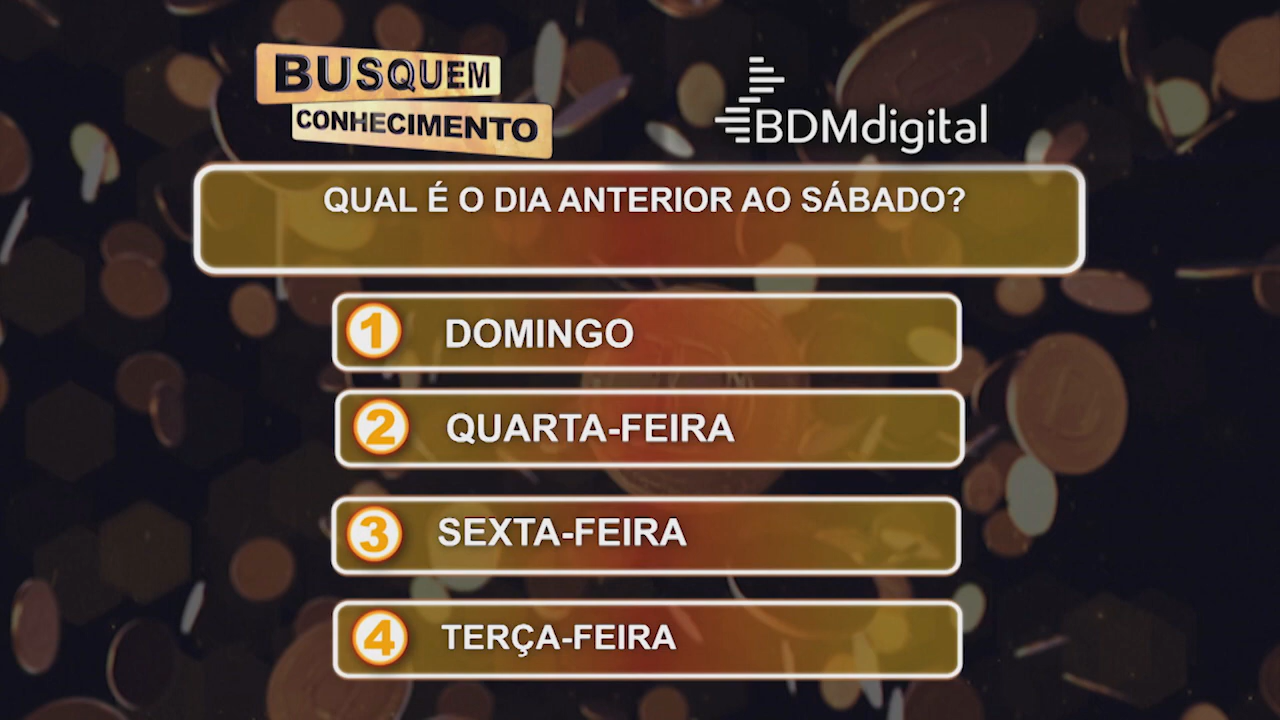 BUSQUEM
CONHECIMENTO
BDMdigital
QUAL É O DIA ANTERIOR AO SÁBADO?
1 DOMINGO
2 QUARTA-FEIRA
3 SEXTA-FEIRA
4 TERÇA-FEIRA